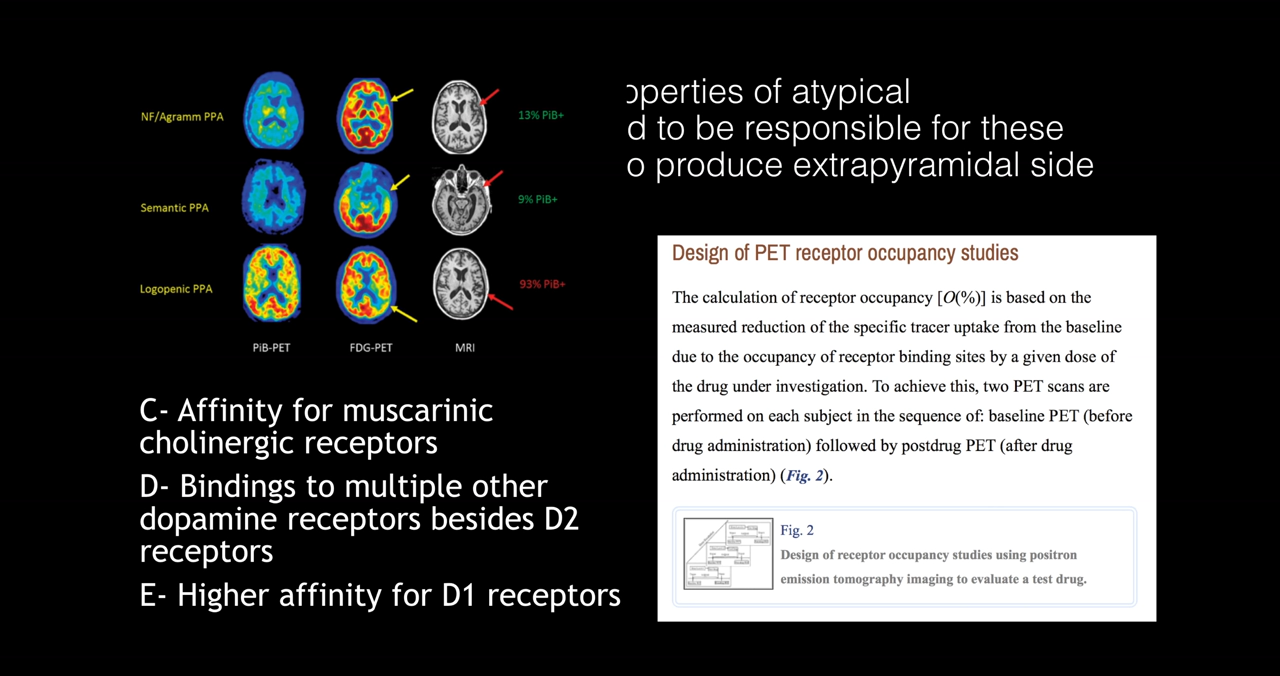 NF/Agramm PPA
13% PiB+
Semantic PPA
9% PiB+
Logopenic PPA
93% PiB+
PiB-PET
FDG-PET
MRI
of atypical
to be responsible for these
produce extrapyramidal side
C- Affinity for muscarinic
cholinergic receptors
D- Bindings to multiple other
dopamine receptors besides D2
receptors
E- Higher affinity for D1 receptors
Design of PET receptor occupancy studies
The calculation of receptor occupancy [O(%)] is based on the
measured reduction of the specific tracer uptake from the baseline
due to the occupancy of receptor binding sites by a given dose of
the drug under investigation. To achieve this, two PET scans are
performed on each subject in the sequence of: baseline PET (before
drug administration) followed by postdrug PET (after drug
administration) (Fig. 2).
Fig. 2
Design of receptor occupancy studies using positron
emission tomography imaging to evaluate a test drug.